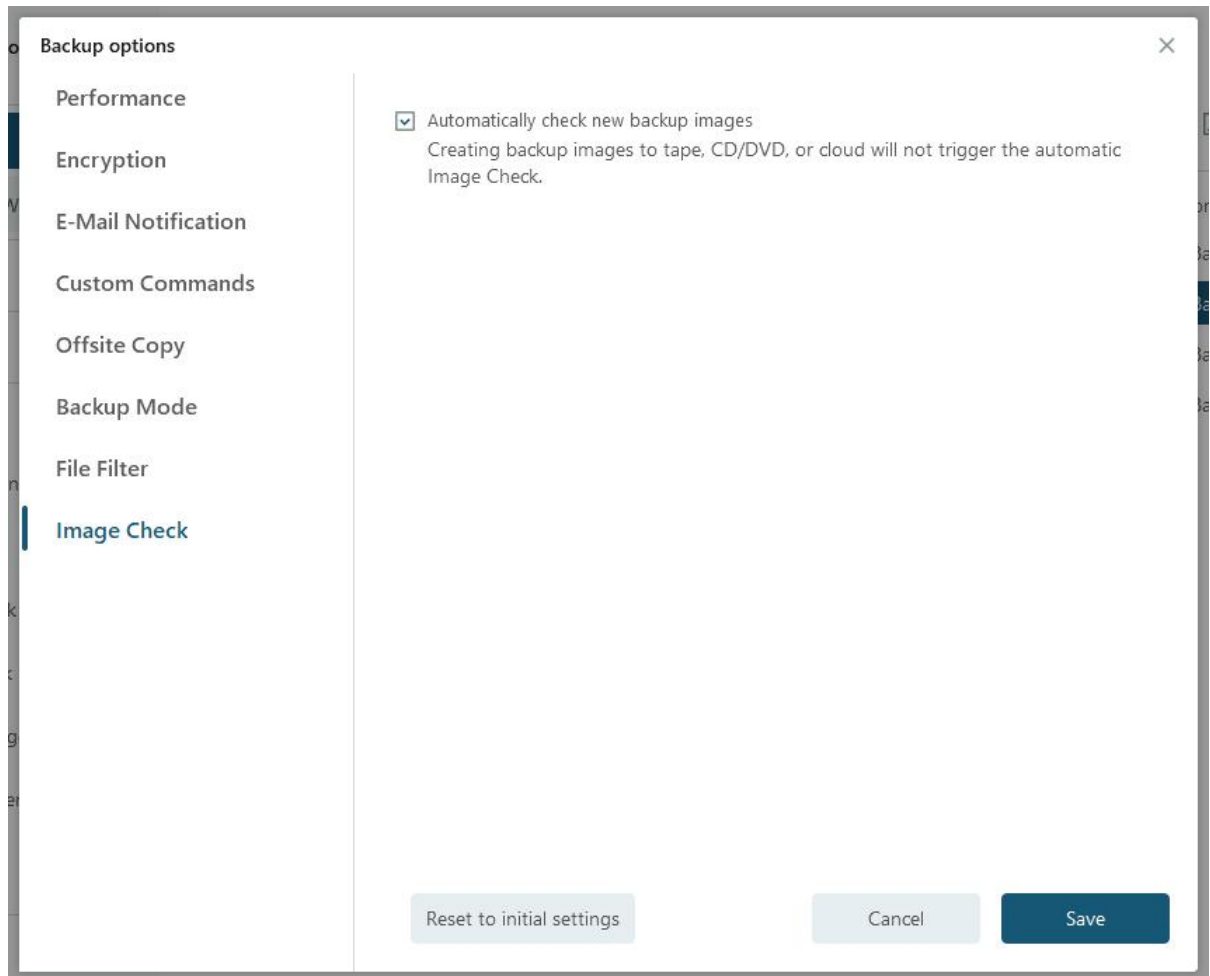 Backup options
Performance
Encryption
E-Mail Notification
Custom Commands
Offsite Copy
Backup Mode
File Filter
Image Check
Automatically check new backup images
Creating backup images to tape, CD/DVD, or cloud will not trigger the automatic
Image Check.
Reset to initial settings
Cancel
Save